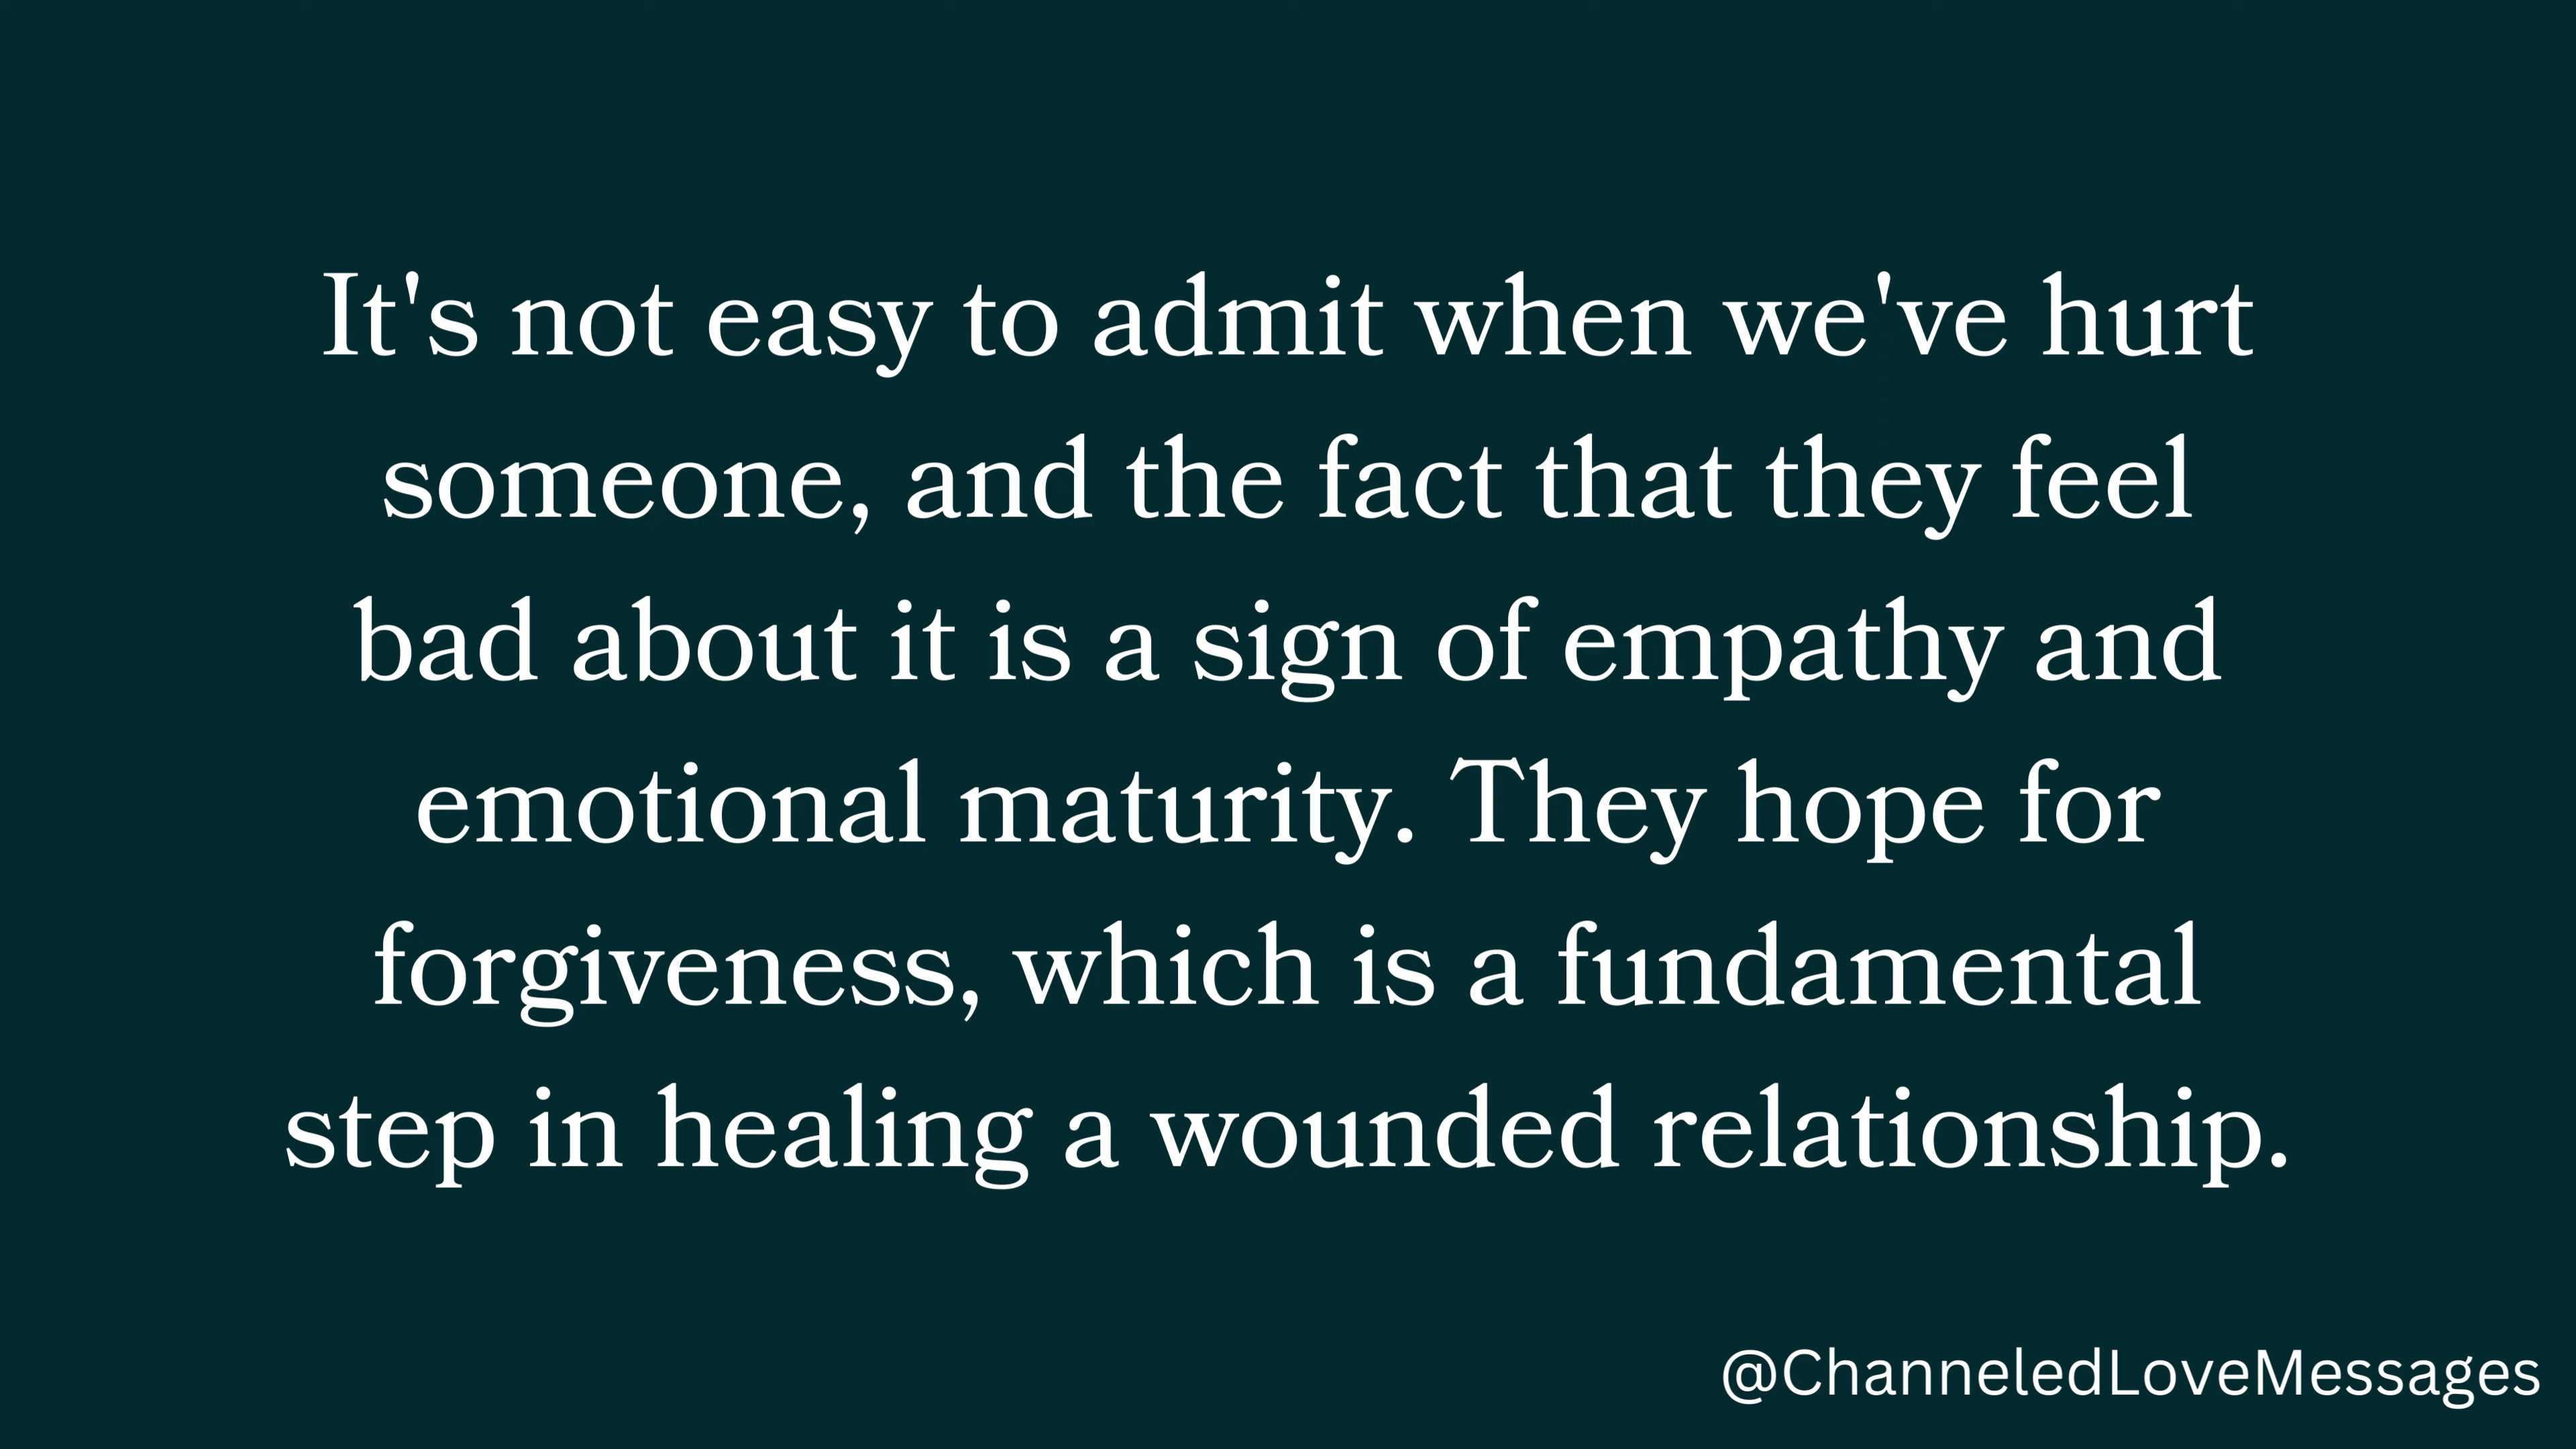 It's not easy to admit when we've hurt
someone, and the fact that they feel
bad about it is a sign of empathy and
emotional maturity. They hope for
forgiveness, which is a fundamental
step in healing a wounded relationship.
@ChanneledLoveMessages